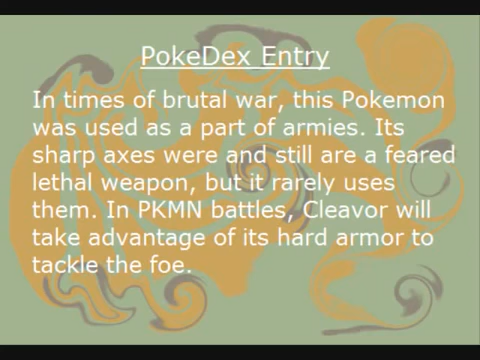 PokeDex Entry
In times of brutal war, this Pokemon
was used as a part of armies. Its
sharp axes were and still are a feared
lethal weapon, but it rarely uses
them. In PKMN battles, Cleavor will
take advantage of its hard armor to
tackle the foe.